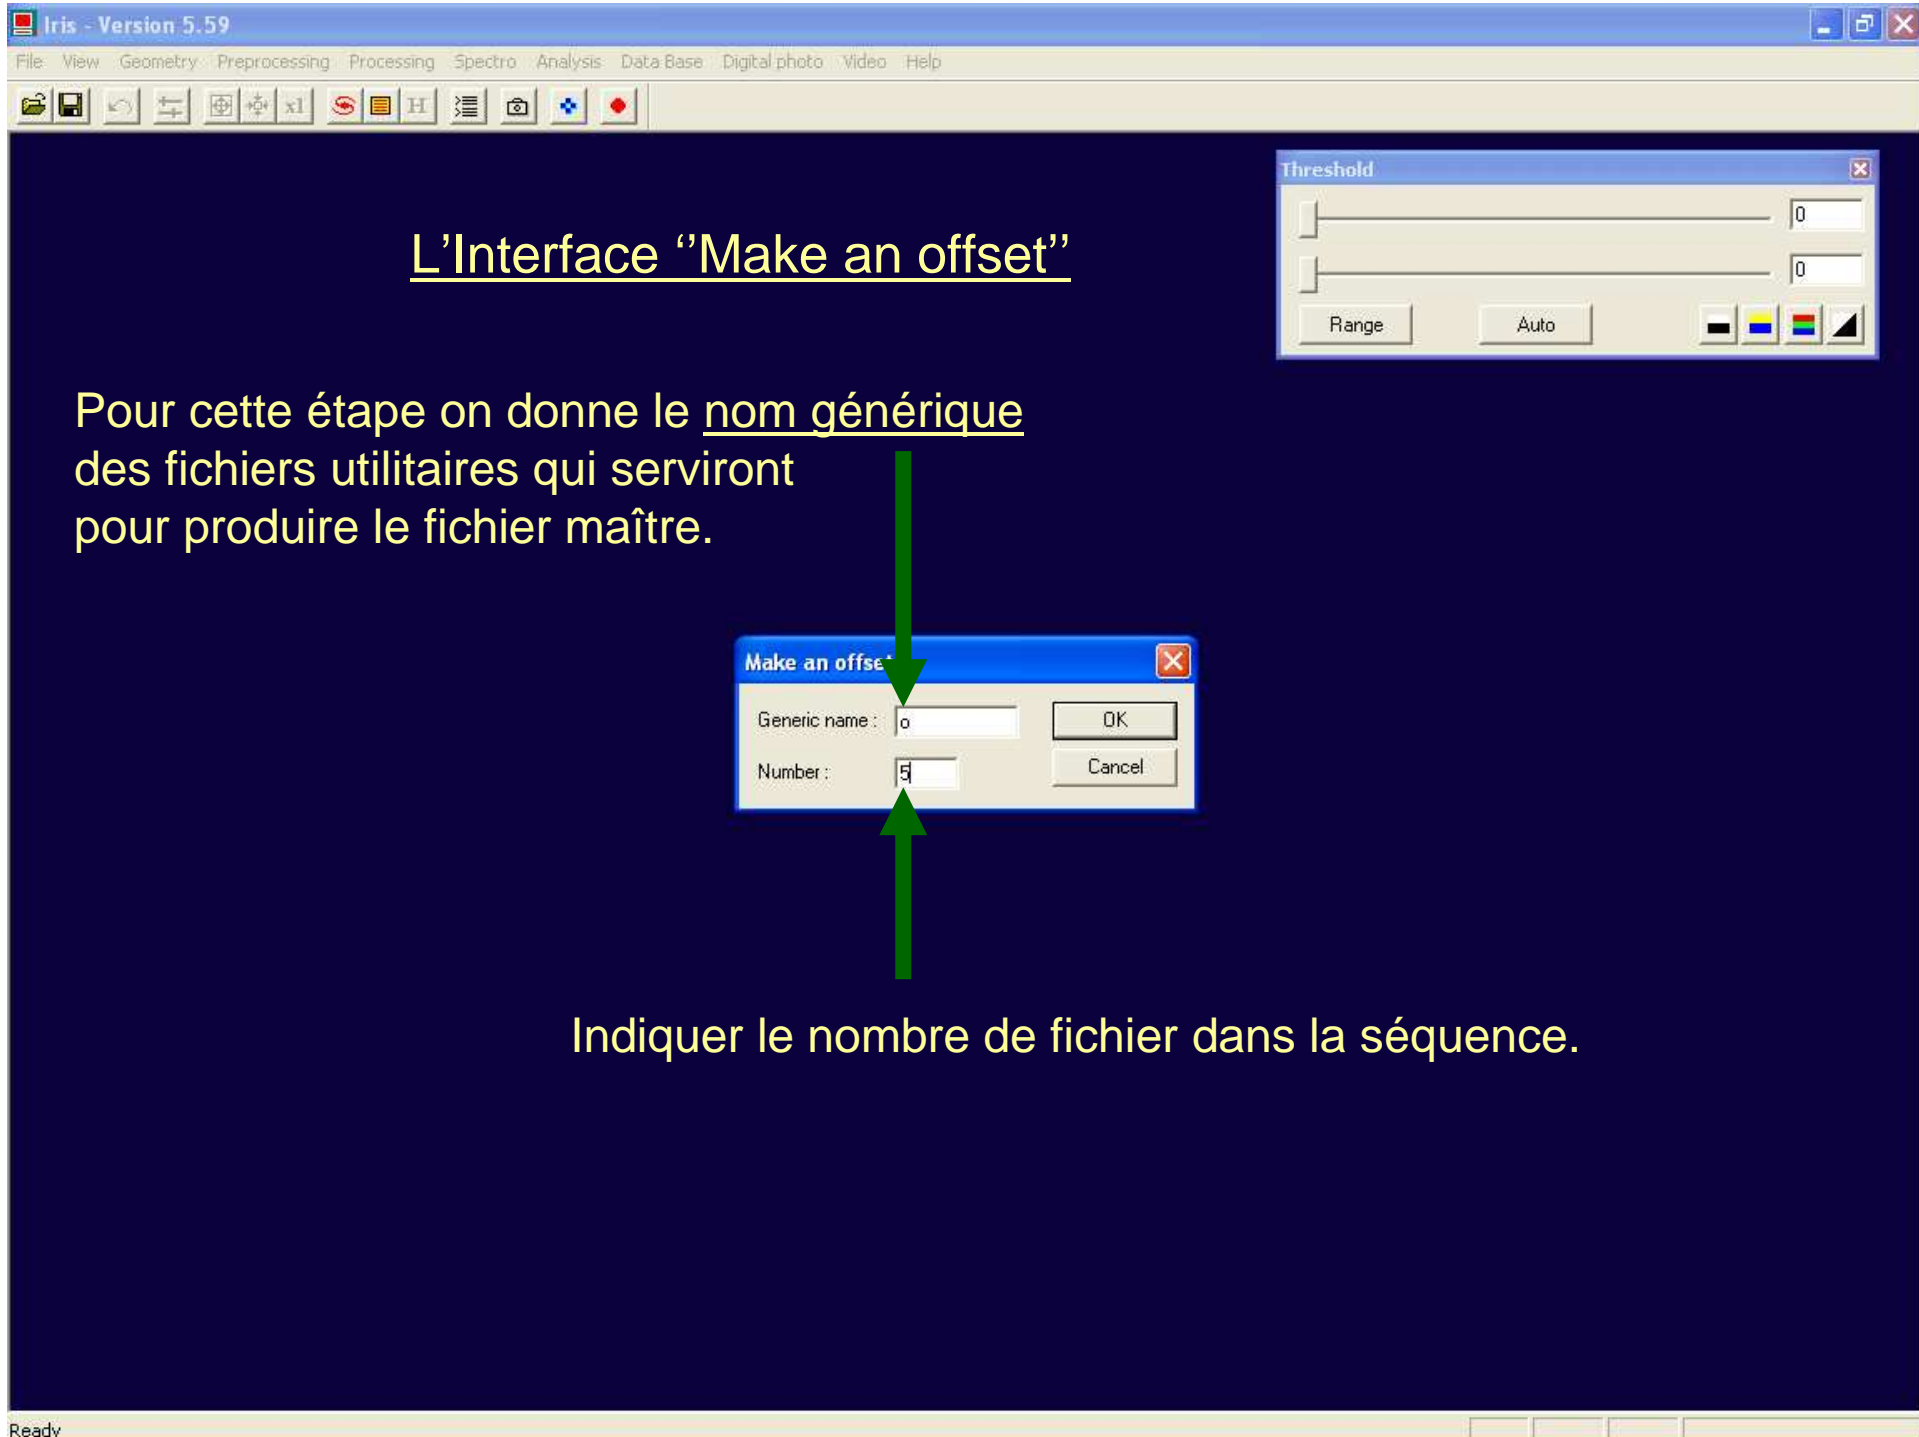 Iris - Version 5.59
File View Geometry Preprocessing Processing Spectro Analysis Data Base Digital photo Video Help
x1 H
Threshold
0
0
Range Auto
L'Interface ‘’Make an offset’’
Pour cette étape on donne le nom générique
des fichiers utilitaires qui serviront
pour produire le fichier maître.
Make an offset
Generic name : o OK
Number : 5 Cancel
Indiquer le nombre de fichier dans la séquence.
Ready